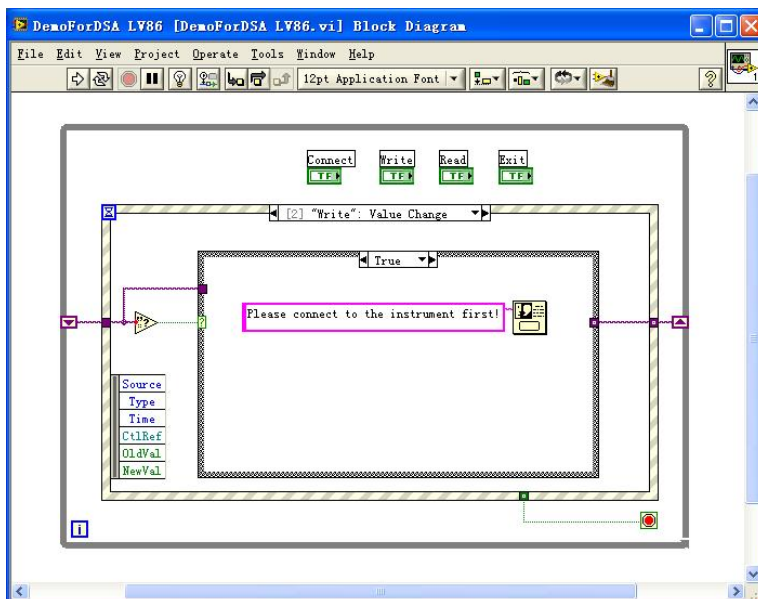 DemoForDSA LV86 [DemoForDSA LV86.vi] Block Diagram
File Edit View Project Operate Tools Window Help
12pt Application Font
1
Connect Write Read Exit
TF TF TF TF
[2] "Write": Value Change
True
?
Please connect to the instrument first!
?
Source
Type
Time
CtlRef
OldVal
NewVal
i